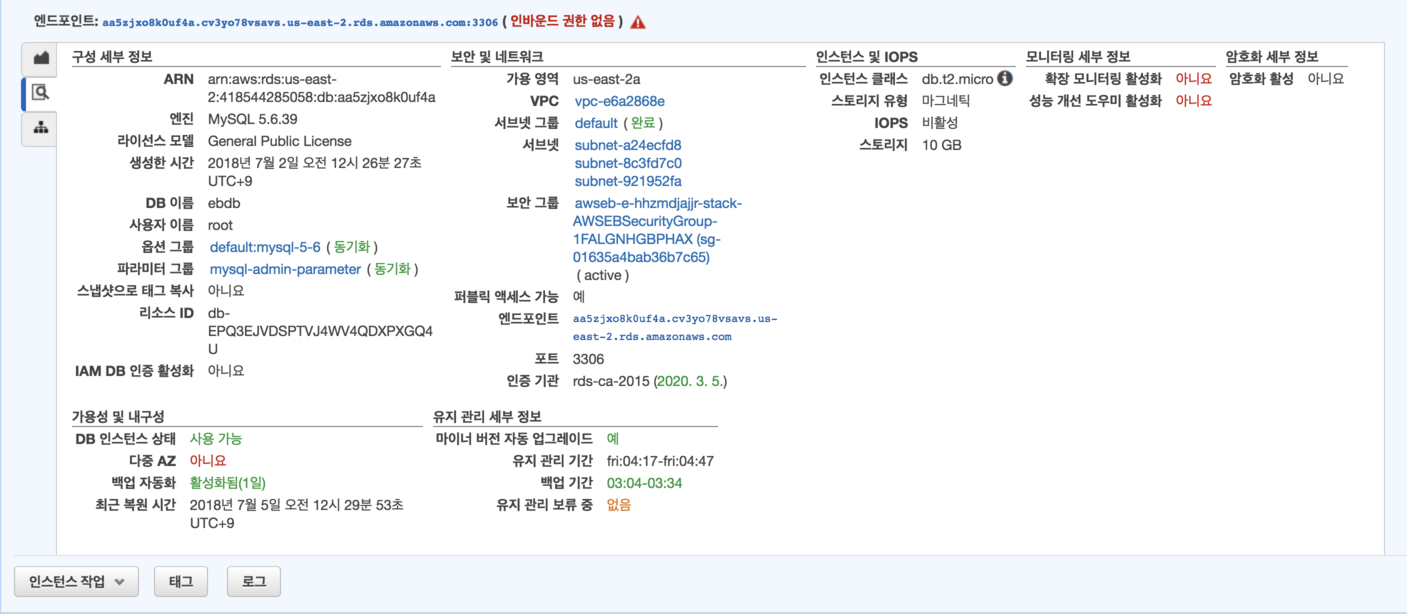 엔드포인트: aa5zjxo8k0uf4a.cv3yo78vsavs.us-east-2.rds.amazonaws.com:3306 ( 인바운드 권한 없음 )
구성 세부 정보
ARN arn:aws:rds:us-east-
2:418544285058:db:aa5zjxo8k0uf4a
엔진 MySQL 5.6.39
라이선스 모델 General Public License
생성한 시간 2018년 7월 2일 오전 12시 26분 27초
UTC+9
DB 이름 ebdb
사용자 이름 root
옵션 그룹 default:mysql-5-6 ( 동기화 )
파라미터 그룹 mysql-admin-parameter ( 동기화 )
스냅샷으로 태그 복사 아니요
리소스 ID db-
EPQ3EJVDSPTVJ4WV4QDXPXGQ4
U
IAM DB 인증 활성화 아니요
보안 및 네트워크
가용 영역 us-east-2a
VPC vpc-e6a2868e
서브넷 그룹 default ( 완료 )
서브넷 subnet-a24ecfd8
subnet-8c3fd7c0
subnet-921952fa
보안 그룹 awseb-e-hhzmdjajjr-stack-
AWSEBSecurityGroup-
1FALGNHGBPHAX (sg-
01635a4bab36b7c65)
( active )
퍼블릭 액세스 가능 예
엔드포인트 aa5zjxo8k0uf4a.cv3yo78vsavs.us-
east-2.rds.amazonaws.com
포트 3306
인증 기관 rds-ca-2015 (2020. 3. 5.)
인스턴스 및 IOPS
인스턴스 클래스 db.t2.micro
스토리지 유형 마그네틱
IOPS 비활성
스토리지 10 GB
모니터링 세부 정보
확장 모니터링 활성화 아니요
성능 개선 도우미 활성화 아니요
암호화 세부 정보
암호화 활성 아니요
가용성 및 내구성
DB 인스턴스 상태 사용 가능
다중 AZ 아니요
백업 자동화 활성화됨(1일)
최근 복원 시간 2018년 7월 5일 오전 12시 29분 53초
UTC+9
유지 관리 세부 정보
마이너 버전 자동 업그레이드 예
유지 관리 기간 fri:04:17-fri:04:47
백업 기간 03:04-03:34
유지 관리 보류 중 없음
인스턴스 작업 태그 로그